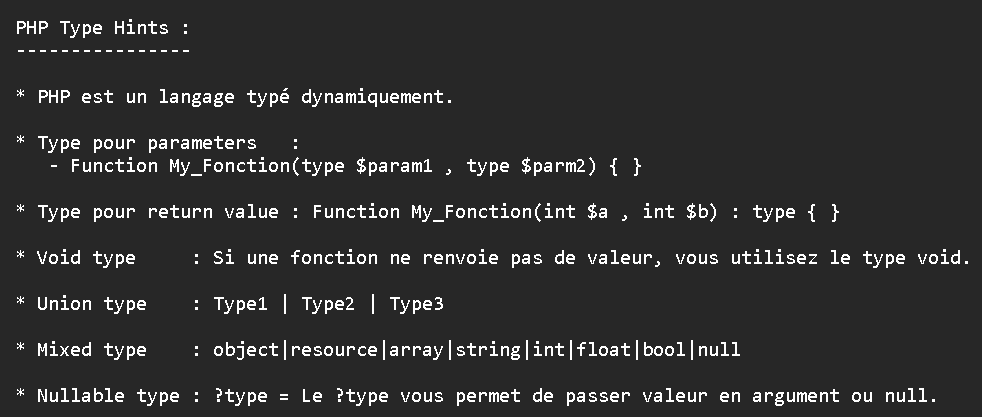 PHP Type Hints :
----------------
* PHP est un langage typé dynamiquement.
* Type pour parameters   :
   - Function My_Fonction(type $param1 , type $parm2) { }
* Type pour return value : Function My_Fonction(int $a , int $b) : type { }
* Void type     : Si une fonction ne renvoie pas de valeur, vous utilisez le type void.
* Union type    : Type1 | Type2 | Type3
* Mixed type    : object|resource|array|string|int|float|bool|null
* Nullable type : ?type = Le ?type vous permet de passer valeur en argument ou null.